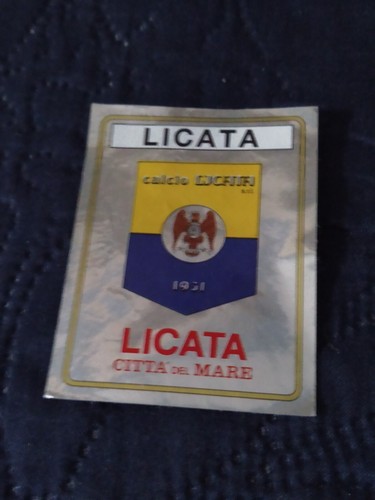 LICATA
calcio LICATA
s.r.l.
1931
LICATA
CITTA' DEL MARE